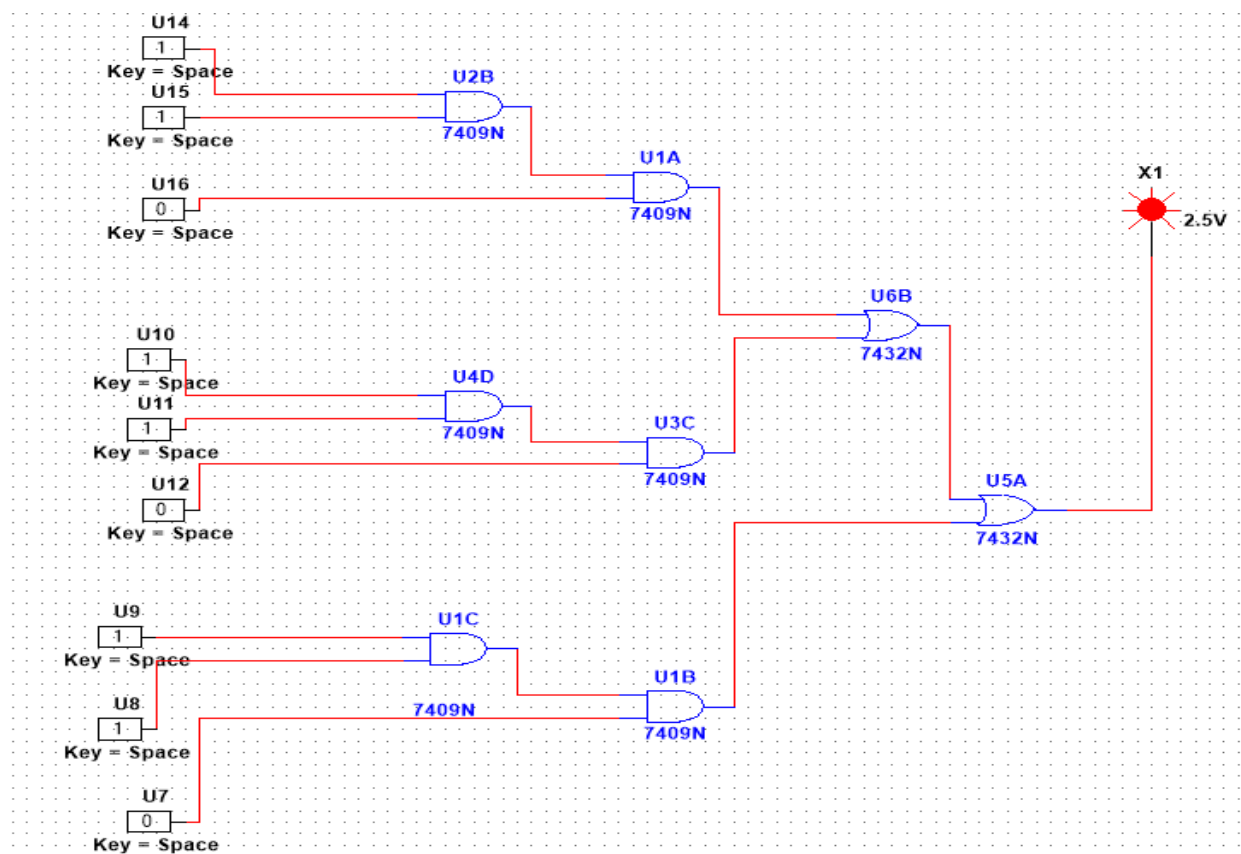 U14
1
Key = Space
U15
1
Key = Space
U16
0
Key = Space
U2B
7409N
U1A
7409N
X1
2.5V
U6B
7432N
U10
1
Key = Space
U11
1
Key = Space
U12
0
Key = Space
U4D
7409N
U3C
7409N
U5A
7432N
U9
1
Key = Space
U8
1
Key = Space
U7
0
Key = Space
U1C
7409N
U1B
7409N